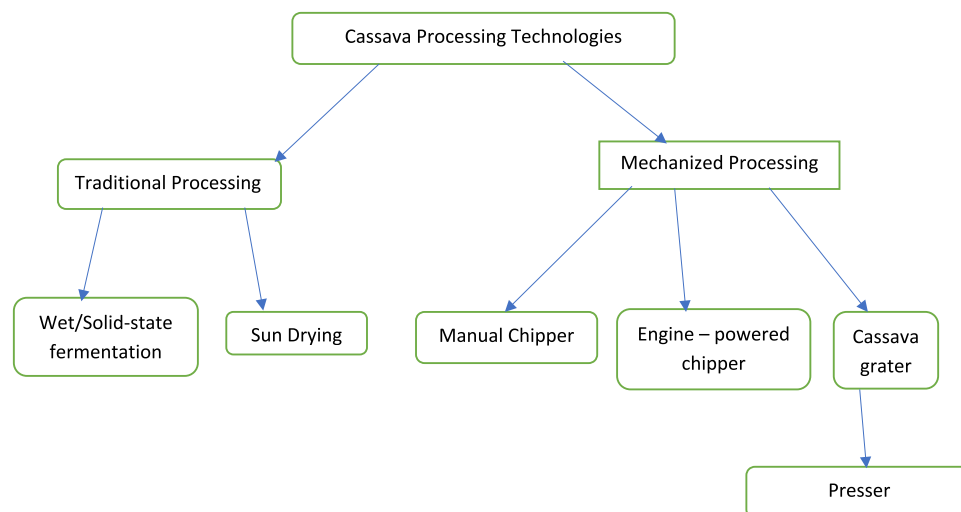 Cassava Processing Technologies
Traditional Processing
Mechanized Processing
Wet/Solid-state
fermentation
Sun Drying
Manual Chipper
Engine – powered
chipper
Cassava
grater
Presser